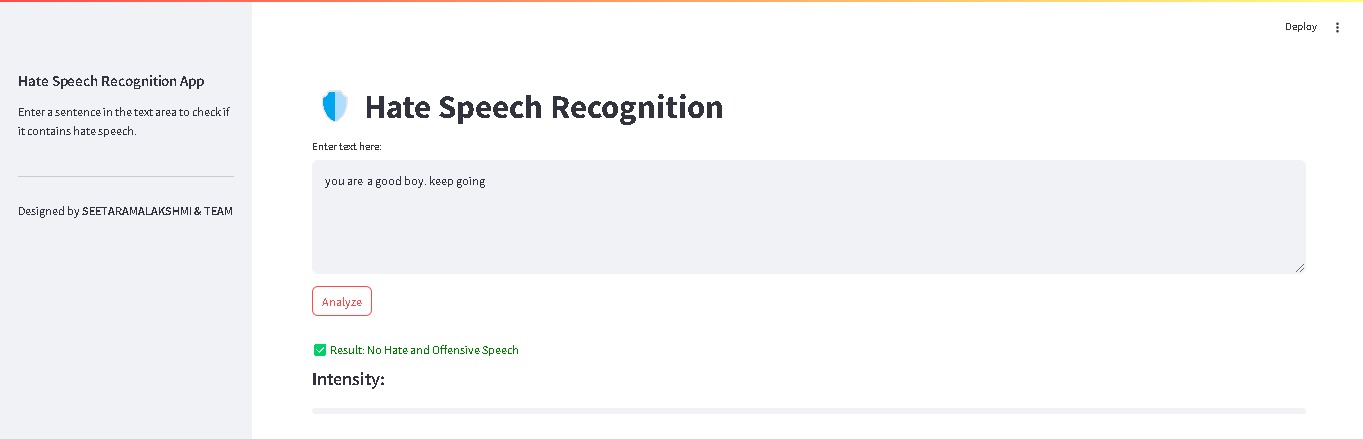 Deploy
Hate Speech Recognition App
Enter a sentence in the text area to check if
it contains hate speech.
Designed by SEETARAMALAKSHMI & TEAM
Hate Speech Recognition
Enter text here:
you are a good boy. keep going
Analyze
Result: No Hate and Offensive Speech
Intensity: